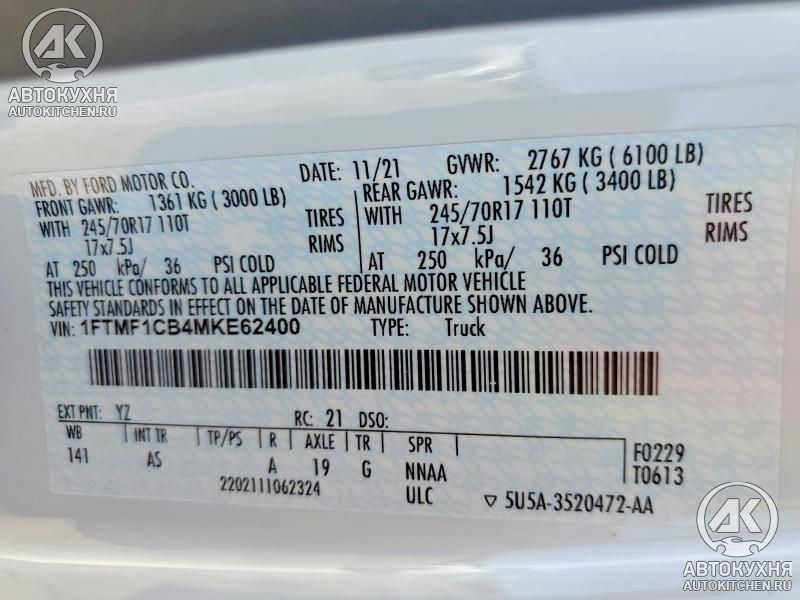 AK
АВТОКУХНЯ
AUTOKITCHEN.RU
MFD. BY FORD MOTOR CO.
DATE: 11/21 GVWR: 2767 KG ( 6100 LB)
FRONT GAWR: 1361 KG ( 3000 LB)
REAR GAWR: 1542 KG ( 3400 LB)
WITH 245/70R17 110T TIRES
WITH 245/70R17 110T TIRES
17x7.5J RIMS
17x7.5J RIMS
AT 250 kPa/ 36 PSI COLD
AT 250 kPa/ 36 PSI COLD
THIS VEHICLE CONFORMS TO ALL APPLICABLE FEDERAL MOTOR VEHICLE
SAFETY STANDARDS IN EFFECT ON THE DATE OF MANUFACTURE SHOWN ABOVE.
VIN: 1FTMF1CB4MKE62400 TYPE: Truck
EXT PNT: YZ RC: 21 DSO:
WB INT TR TP/PS R AXLE TR SPR
141 AS A 19 G NNAA
F0229
T0613
2202111062324 ULC ▽ 5U5A-3520472-AA
AK
АВТОКУХНЯ
AUTOKITCHEN.RU